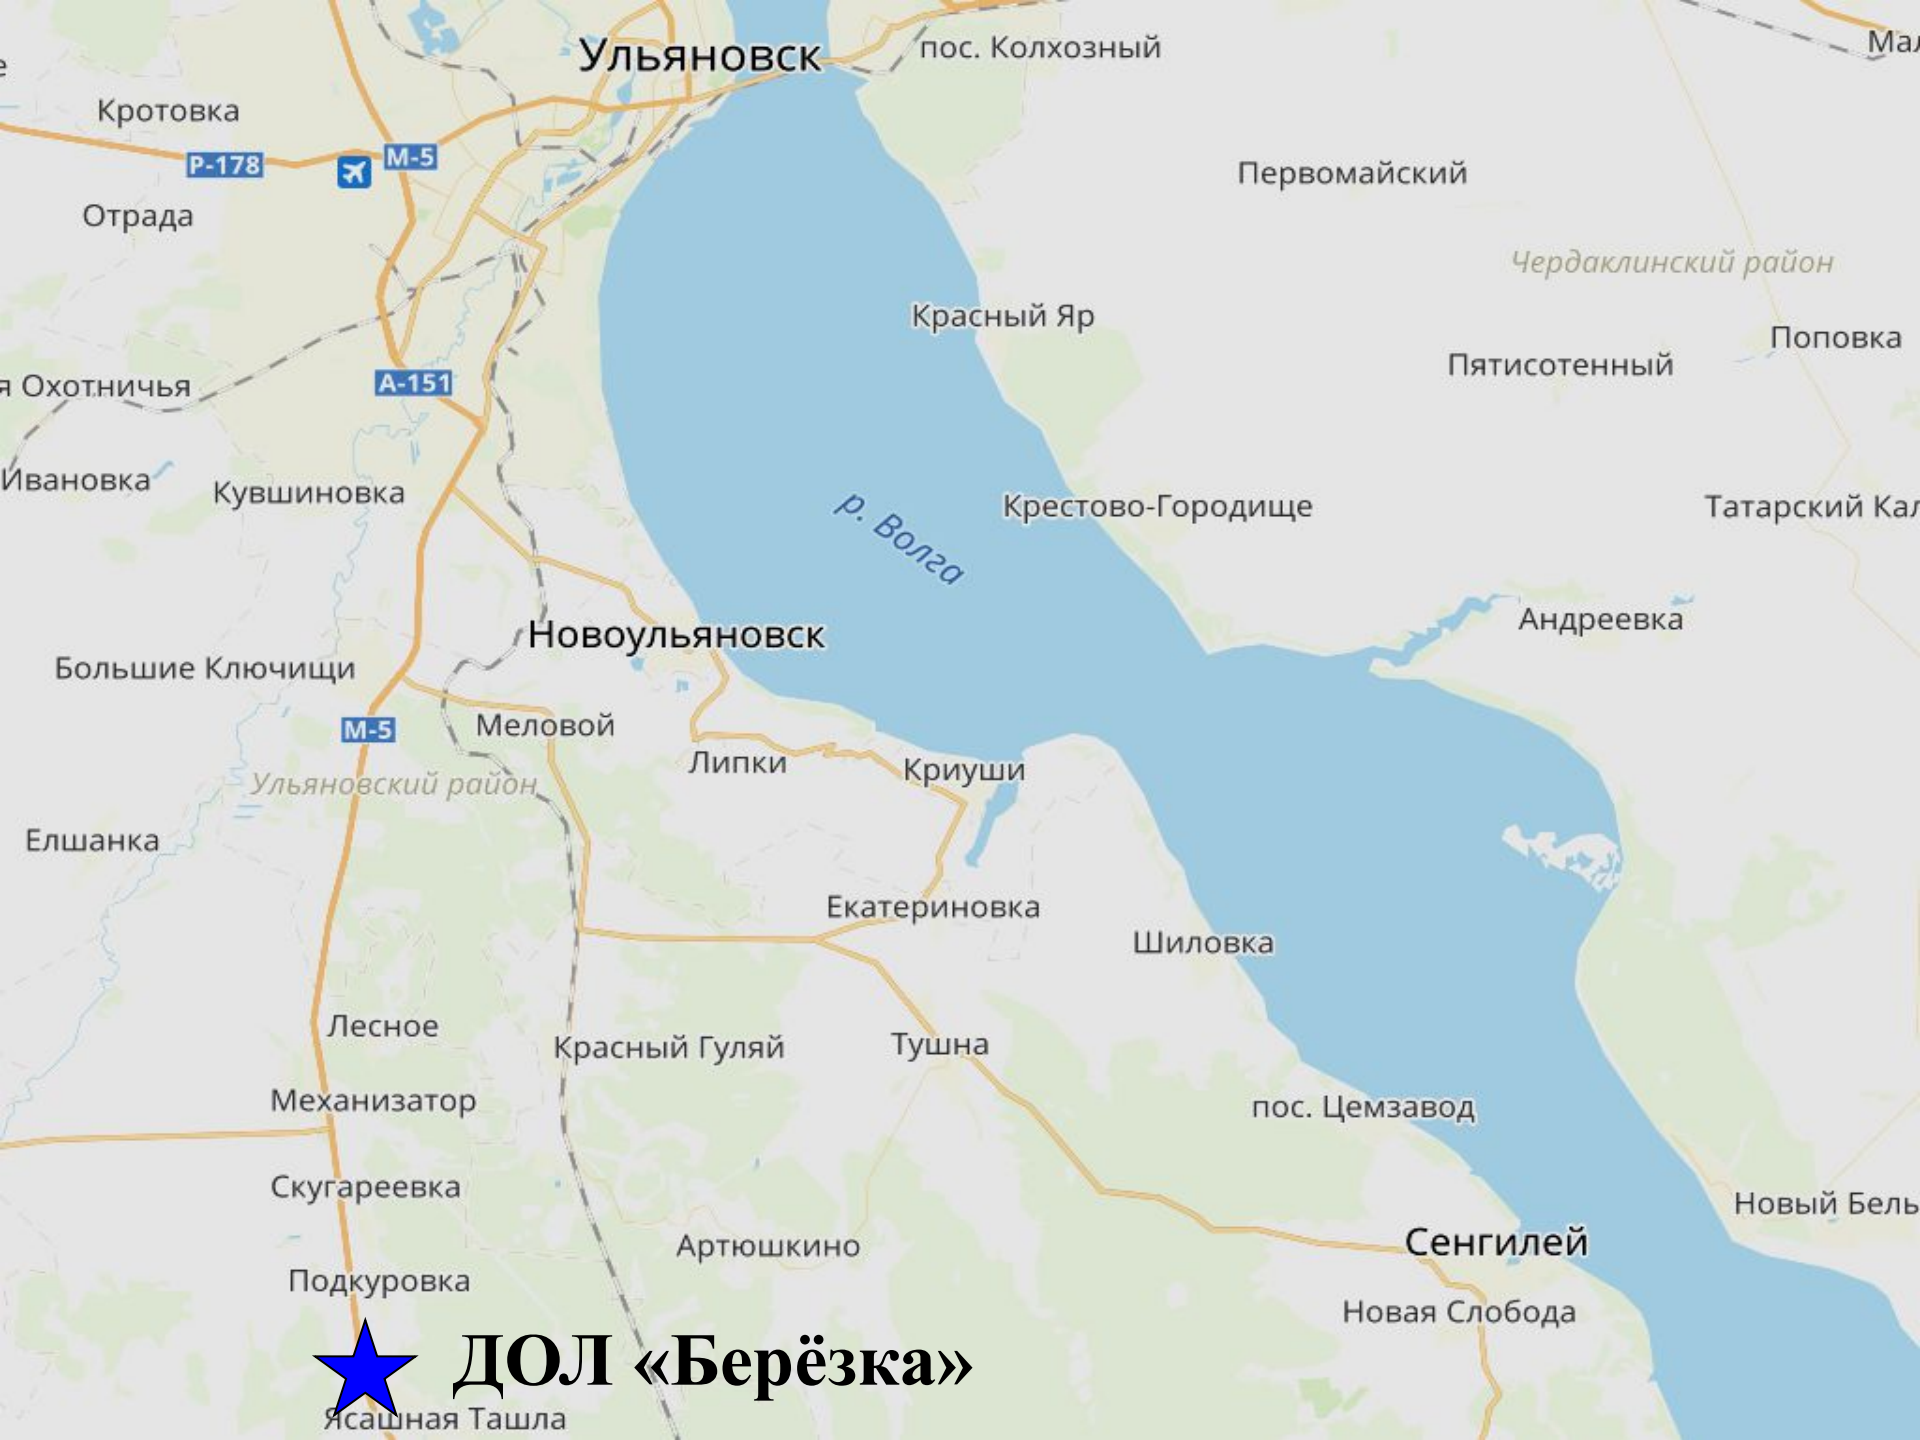 Ульяновск
пос. Колхозный
Кротовка
Р-178
М-5
Первомайский
Отрада
Чердаклинский район
Красный Яр
Поповка
Пятисотенный
А-151
я Охотничья
Ивановка
Кувшиновка
р. Волга
Крестово-Городище
Татарский Кал
Андреевка
Новоульяновск
Большие Ключищи
М-5
Меловой
Липки
Криуши
Ульяновский район
Елшанка
Екатериновка
Шиловка
Лесное
Красный Гуляй
Тушна
Механизатор
пос. Цемзавод
Скугареевка
Новый Бель
Артюшкино
Сенгилей
Подкуровка
Новая Слобода
ДОЛ «Берёзка»
Ясашная Ташла